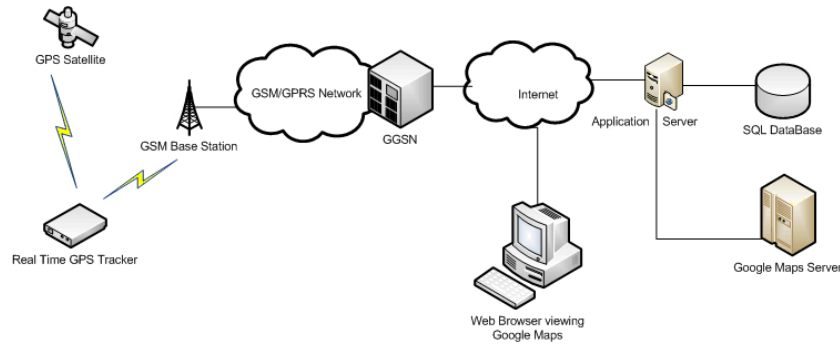 GPS Satellite
GSM/GPRS Network
GSM Base Station
GGSN
Internet
Application Server
SQL DataBase
Real Time GPS Tracker
Web Browser viewing
Google Maps
Google Maps Server